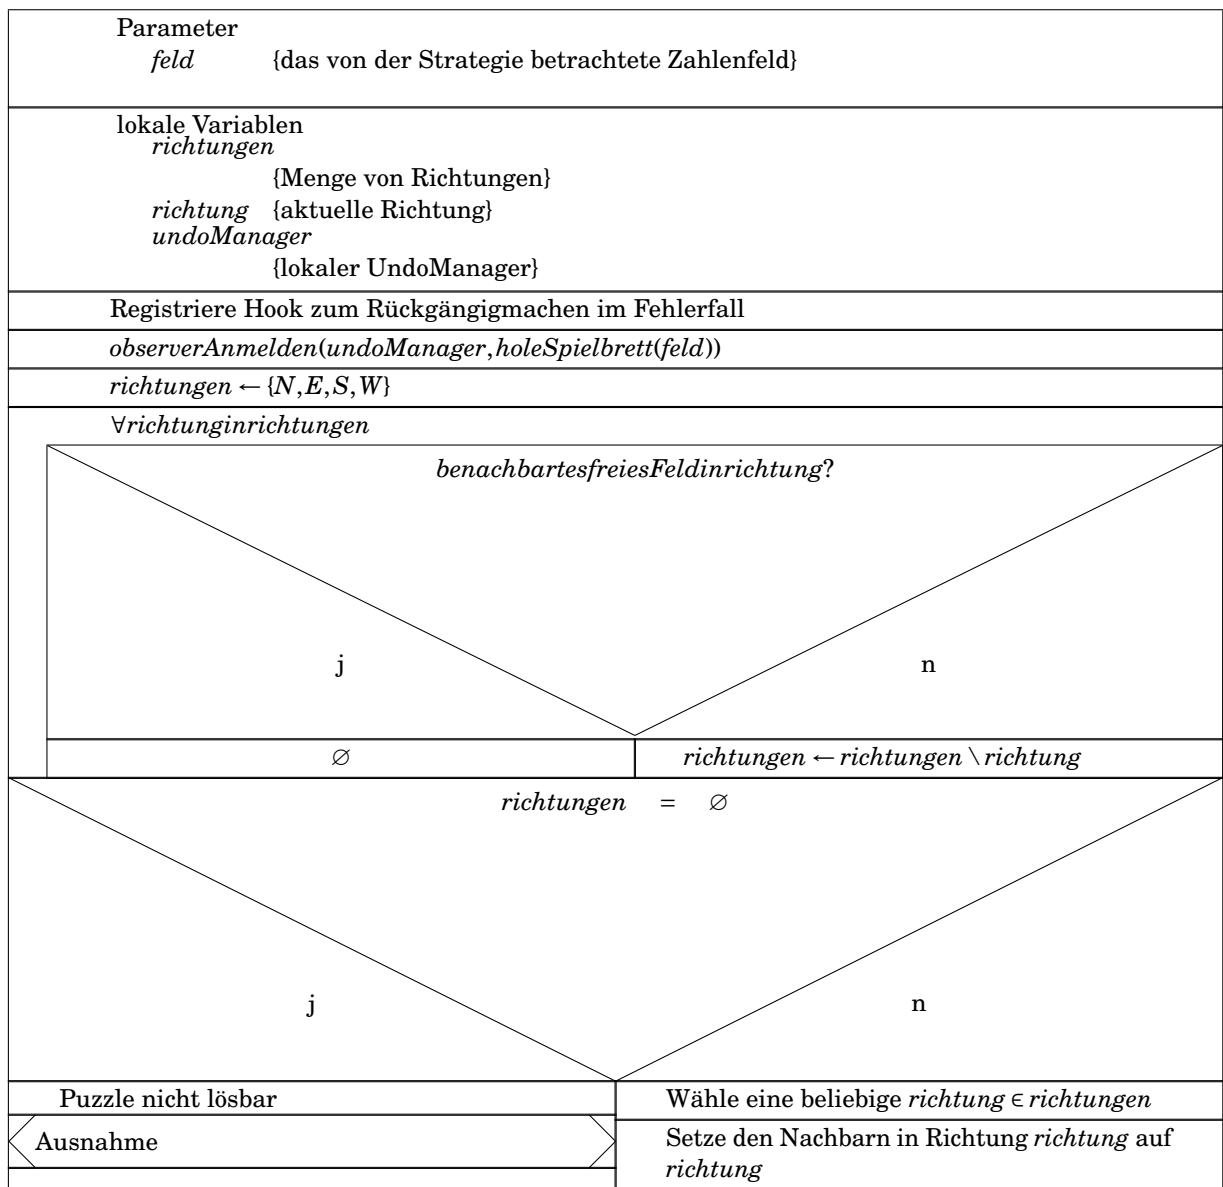 Parameter
feld {das von der Strategie betrachtete Zahlenfeld}
lokale Variablen
richtungen
{Menge von Richtungen}
richtung {aktuelle Richtung}
undoManager
{lokaler UndoManager}
Registriere Hook zum Rückgängigmachen im Fehlerfall
observerAnmelden(undoManager,holeSpielbrett(feld))
richtungen ← {N,E,S,W}
∀richtunginrichtungen
benachbartesfreiesFeldinrichtung?
j n
∅ richtungen ← richtungen \ richtung
richtungen = ∅
j n
Puzzle nicht lösbar
Ausnahme
Wähle eine beliebige richtung ∈ richtungen
Setze den Nachbarn in Richtung richtung auf
richtung